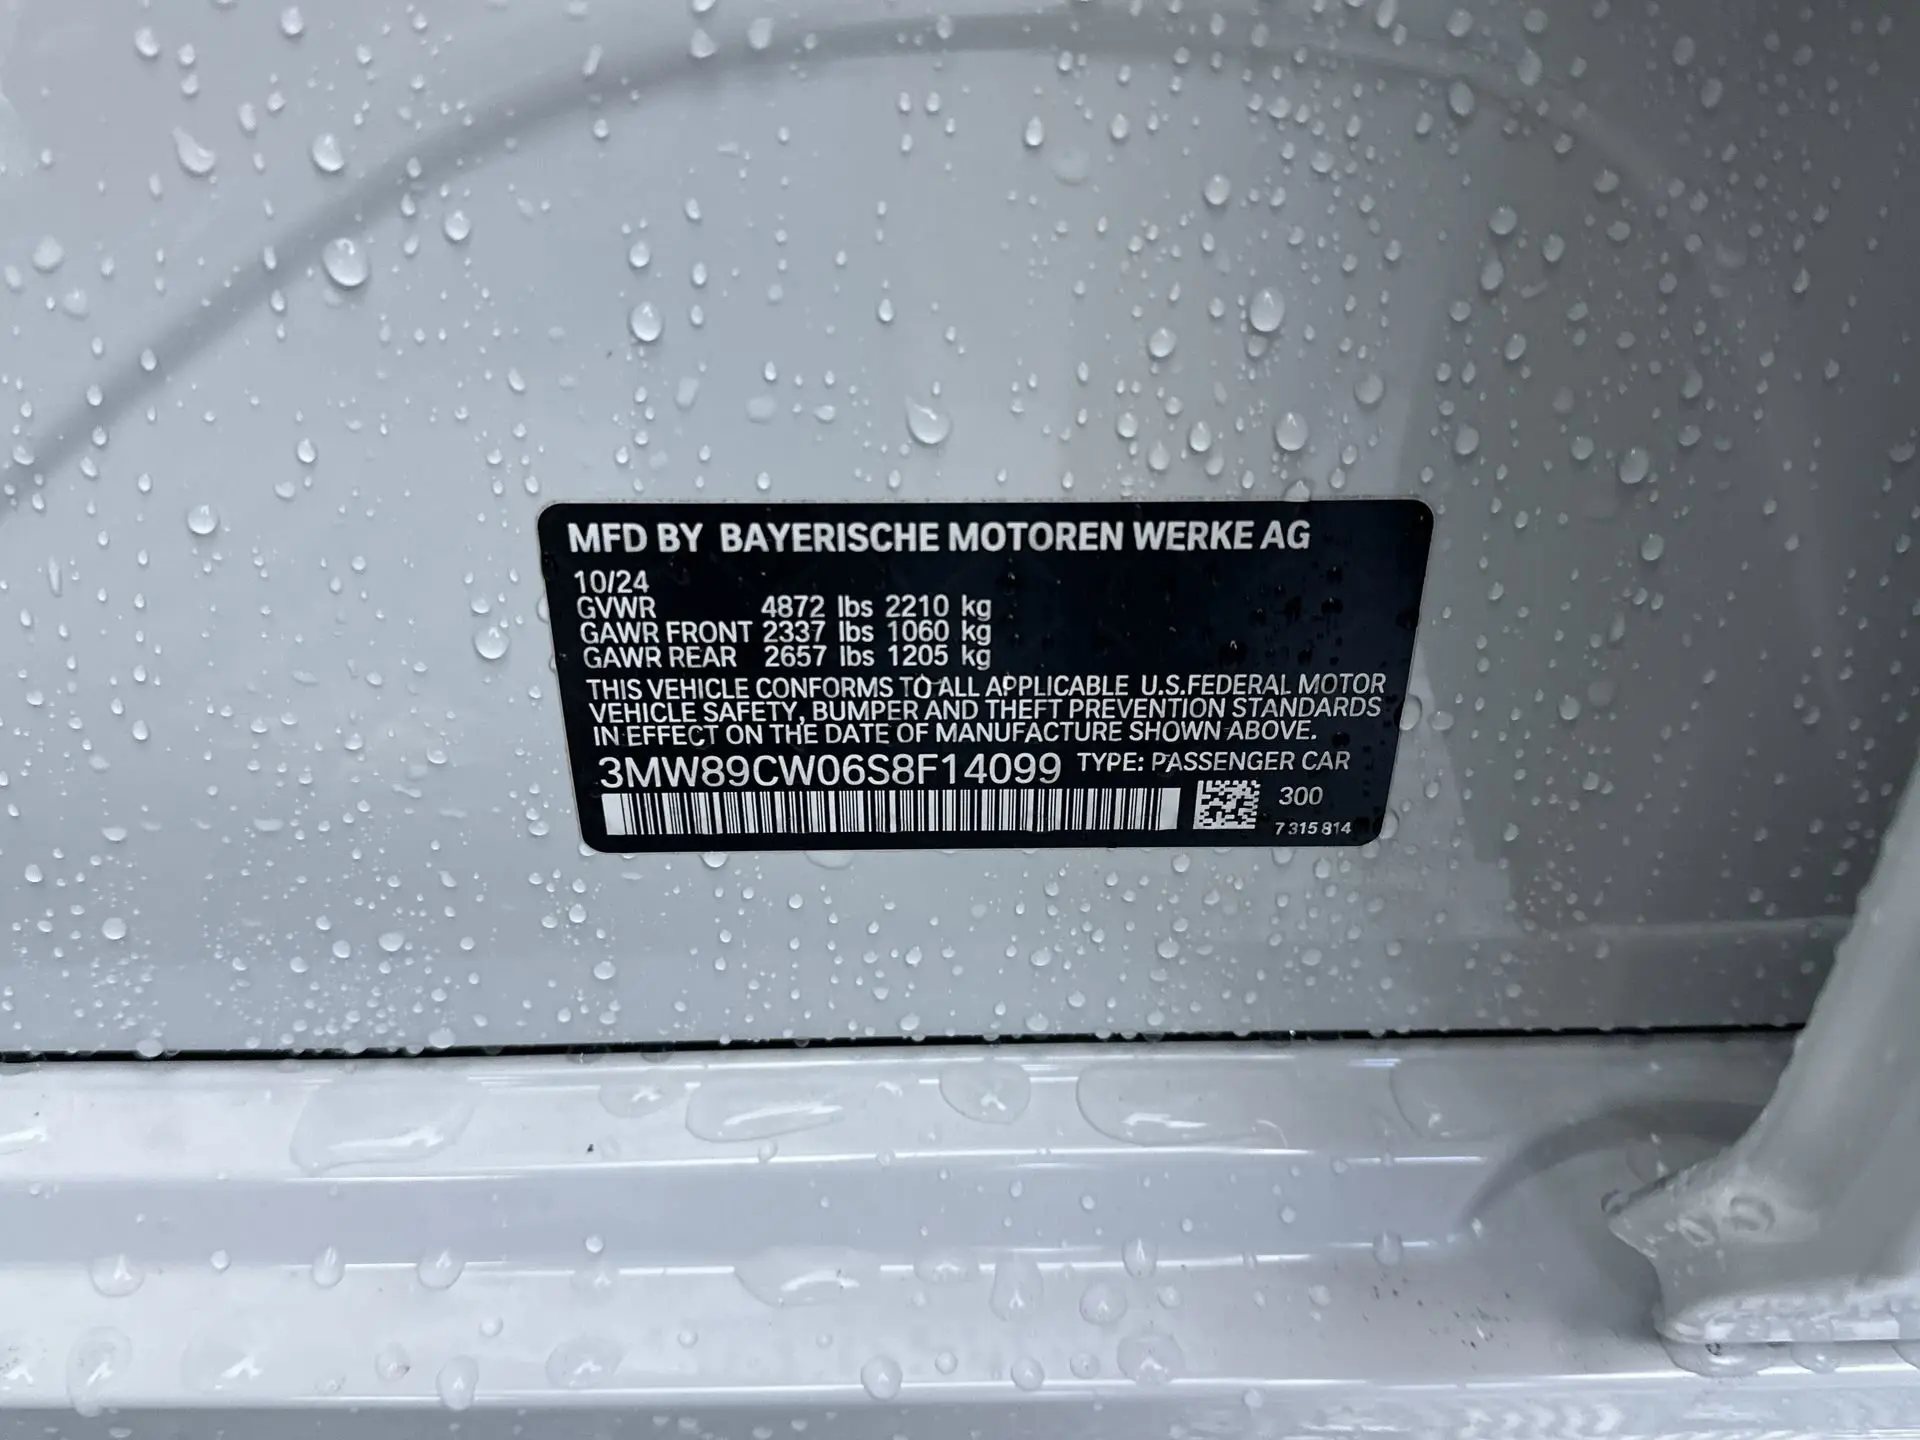 MFD BY BAYERISCHE MOTOREN WERKE AG
10/24
GVWR 4872 lbs 2210 kg
GAWR FRONT 2337 lbs 1060 kg
GAWR REAR 2657 lbs 1205 kg
THIS VEHICLE CONFORMS TO ALL APPLICABLE U.S.FEDERAL MOTOR
VEHICLE SAFETY, BUMPER AND THEFT PREVENTION STANDARDS
IN EFFECT ON THE DATE OF MANUFACTURE SHOWN ABOVE.
3MW89CW06S8F14099 TYPE: PASSENGER CAR
300
7 315 814